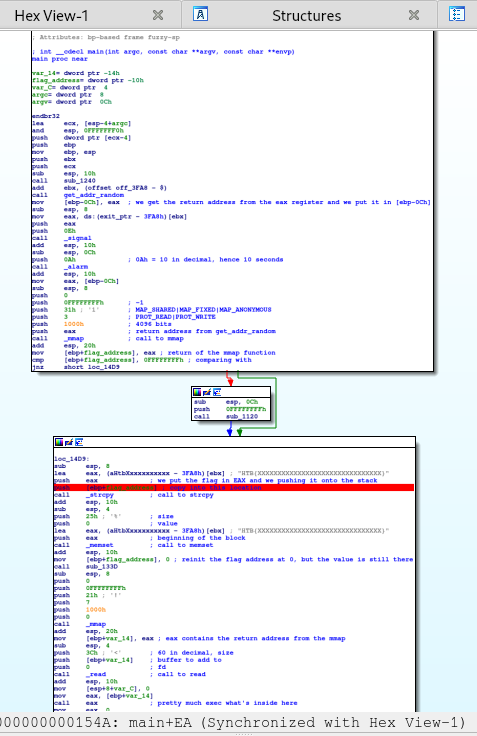 Hex View-1
Structures
; Attributes: bp-based frame fuzzy-sp
; int __cdecl main(int argc, const char **argv, const char **envp)
main proc near
var_14= dword ptr -14h
flag_address= dword ptr -10h
var_C= dword ptr 4
argc= dword ptr 8
argv= dword ptr 0Ch
endbr32
lea ecx, [esp-4+argc]
and esp, 0FFFFFFF0h
push dword ptr [ecx-4]
push ebp
mov ebp, esp
push ebx
push ecx
sub esp, 10h
call sub_1240
add ebx, (offset off_3FA8 - $)
call get_addr_random
mov [ebp-0Ch], eax ; we get the return address from the eax register and we put it in [ebp-0Ch]
sub esp, 8
mov eax, ds:(exit_ptr - 3FA8h)[ebx]
push eax
push 0Eh
call _signal
add esp, 10h
sub esp, 0Ch
push 0Ah ; 0Ah = 10 in decimal, hence 10 seconds
call _alarm
add esp, 10h
mov eax, [ebp-0Ch]
sub esp, 8
push 0
push 0FFFFFFFFh ; -1
push 31h ; '1' ; MAP_SHARED|MAP_FIXED|MAP_ANONYMOUS
push 3 ; PROT_READ|PROT_WRITE
push 1000h ; 4096 bits
push eax ; return address from get_addr_random
call _mmap ; call to mmap
add esp, 20h
mov [ebp+flag_address], eax ; return of the mmap function
cmp [ebp+flag_address], 0FFFFFFFFh ; comparing with
jnz short loc_14D9
sub esp, 0Ch
push 0FFFFFFFFh
call sub_1120
loc_14D9:
sub esp, 8
lea eax, (aHtbXxxxxxxxxxx - 3FA8h)[ebx] ; "HTB{XXXXXXXXXXXXXXXXXXXXXXXXXXXXXXX}"
push eax ; we put the flag in EAX and we pushing it onto the stack
push [ebp+flag_address] ; copy into this location
call _strcpy ; call to strcpy
add esp, 10h
sub esp, 4
push 25h ; '%' ; size
push 0 ; value
lea eax, (aHtbXxxxxxxxxxx - 3FA8h)[ebx] ; "HTB{XXXXXXXXXXXXXXXXXXXXXXXXXXXXXXX}"
push eax ; beginning of the block
call _memset ; call to memset
add esp, 10h
mov [ebp+flag_address], 0 ; reinit the flag address at 0, but the value is still there
call sub_133D
sub esp, 8
push 0
push 0FFFFFFFFh
push 21h ; '!'
push 7
push 1000h
push 0
call _mmap
add esp, 20h
mov [ebp+var_14], eax ; eax contains the return address from the mmap
sub esp, 4
push 3Ch ; '<' ; 60 in decimal, size
push [ebp+var_14] ; buffer to add to
push 0 ; fd
call _read ; call to read
add esp, 10h
mov [esp+8+var_C], 0
mov eax, [ebp+var_14]
call eax ; pretty much exec what's inside here
mov eax, 0
000000000154A: main+EA (Synchronized with Hex View-1)